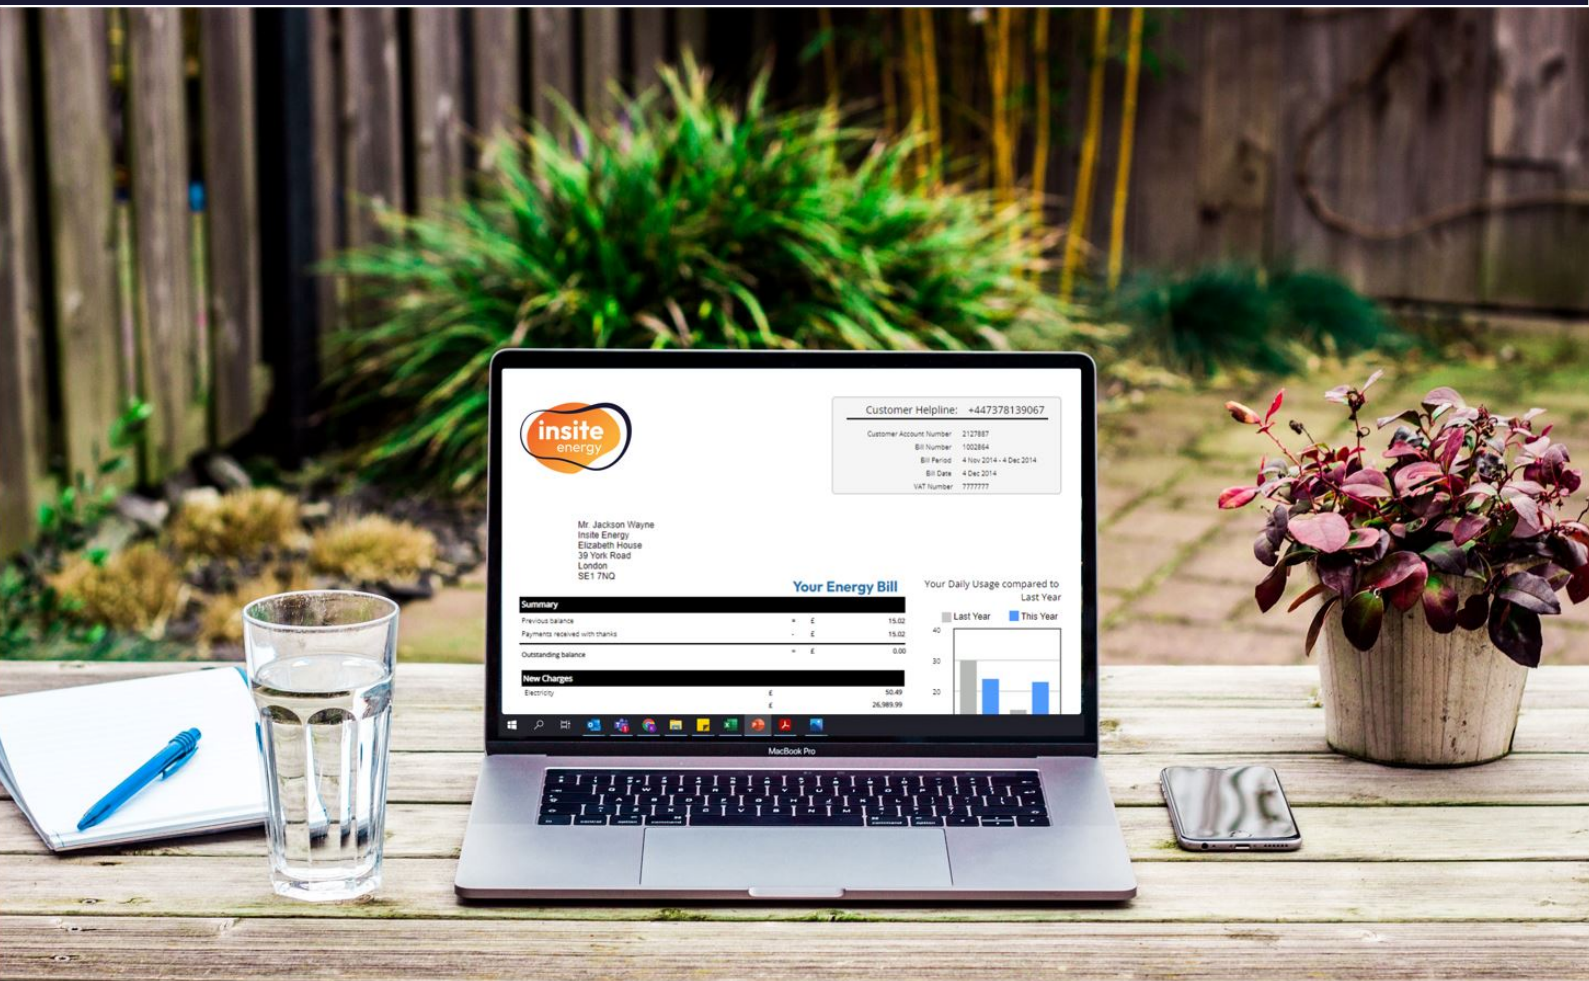 insite
energy
Customer Helpline: +447378139067
Customer Account Number 2127887
Bill Number 1002864
Bill Period 4 Nov 2014 - 4 Dec 2014
Bill Date 4 Dec 2014
VAT Number 7777777
Mr. Jackson Wayne
Insite Energy
Elizabeth House
39 York Road
London
SE1 7NQ
Your Energy Bill
Summary
Previous balance = £ 15.02
Payments received with thanks - £ 15.02
Outstanding balance = £ 0.00
New Charges
Electricity £ 50.49
£ 26,989.99
Your Daily Usage compared to
Last Year
Last Year This Year
40
30
20
MacBook Pro